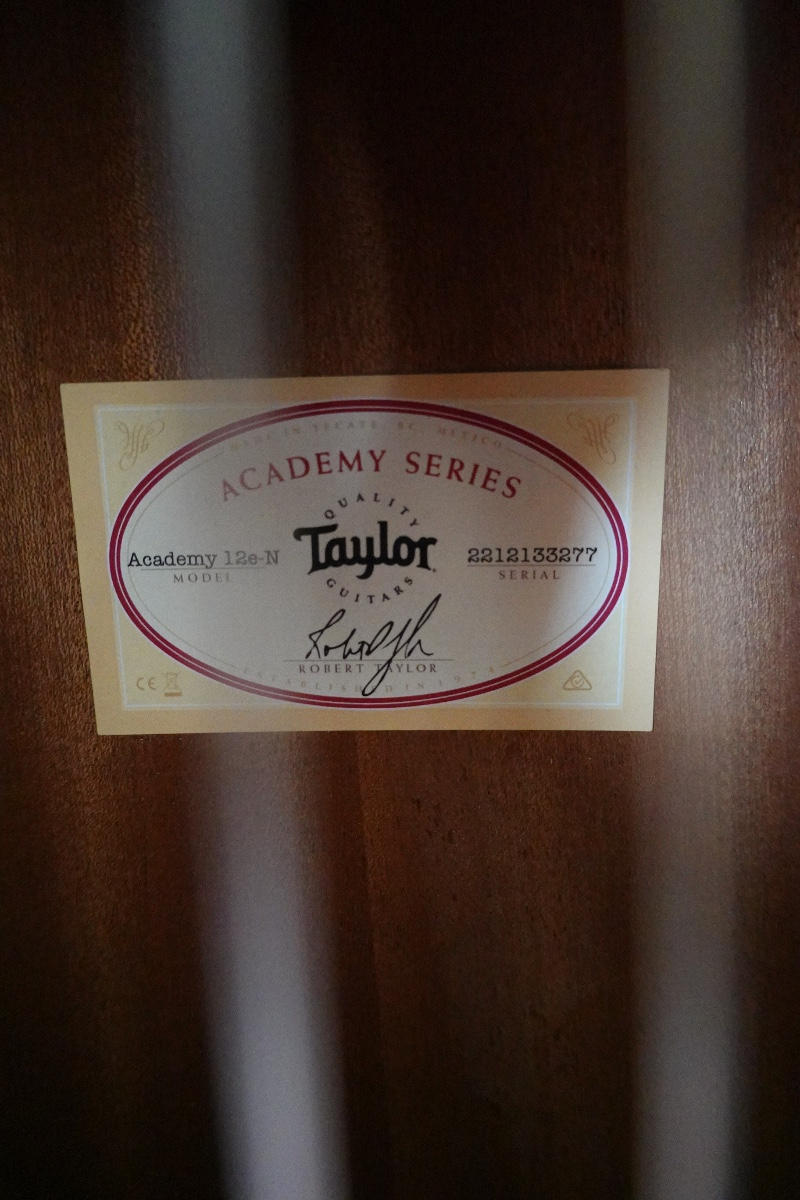 MADE IN TECATE, BC, MEXICO
ACADEMY SERIES
QUALITY
Taylor
GUITARS
Academy 12e-N
MODEL
2212133277
SERIAL
ROBERT TAYLOR
ESTABLISHED IN 1974
CE